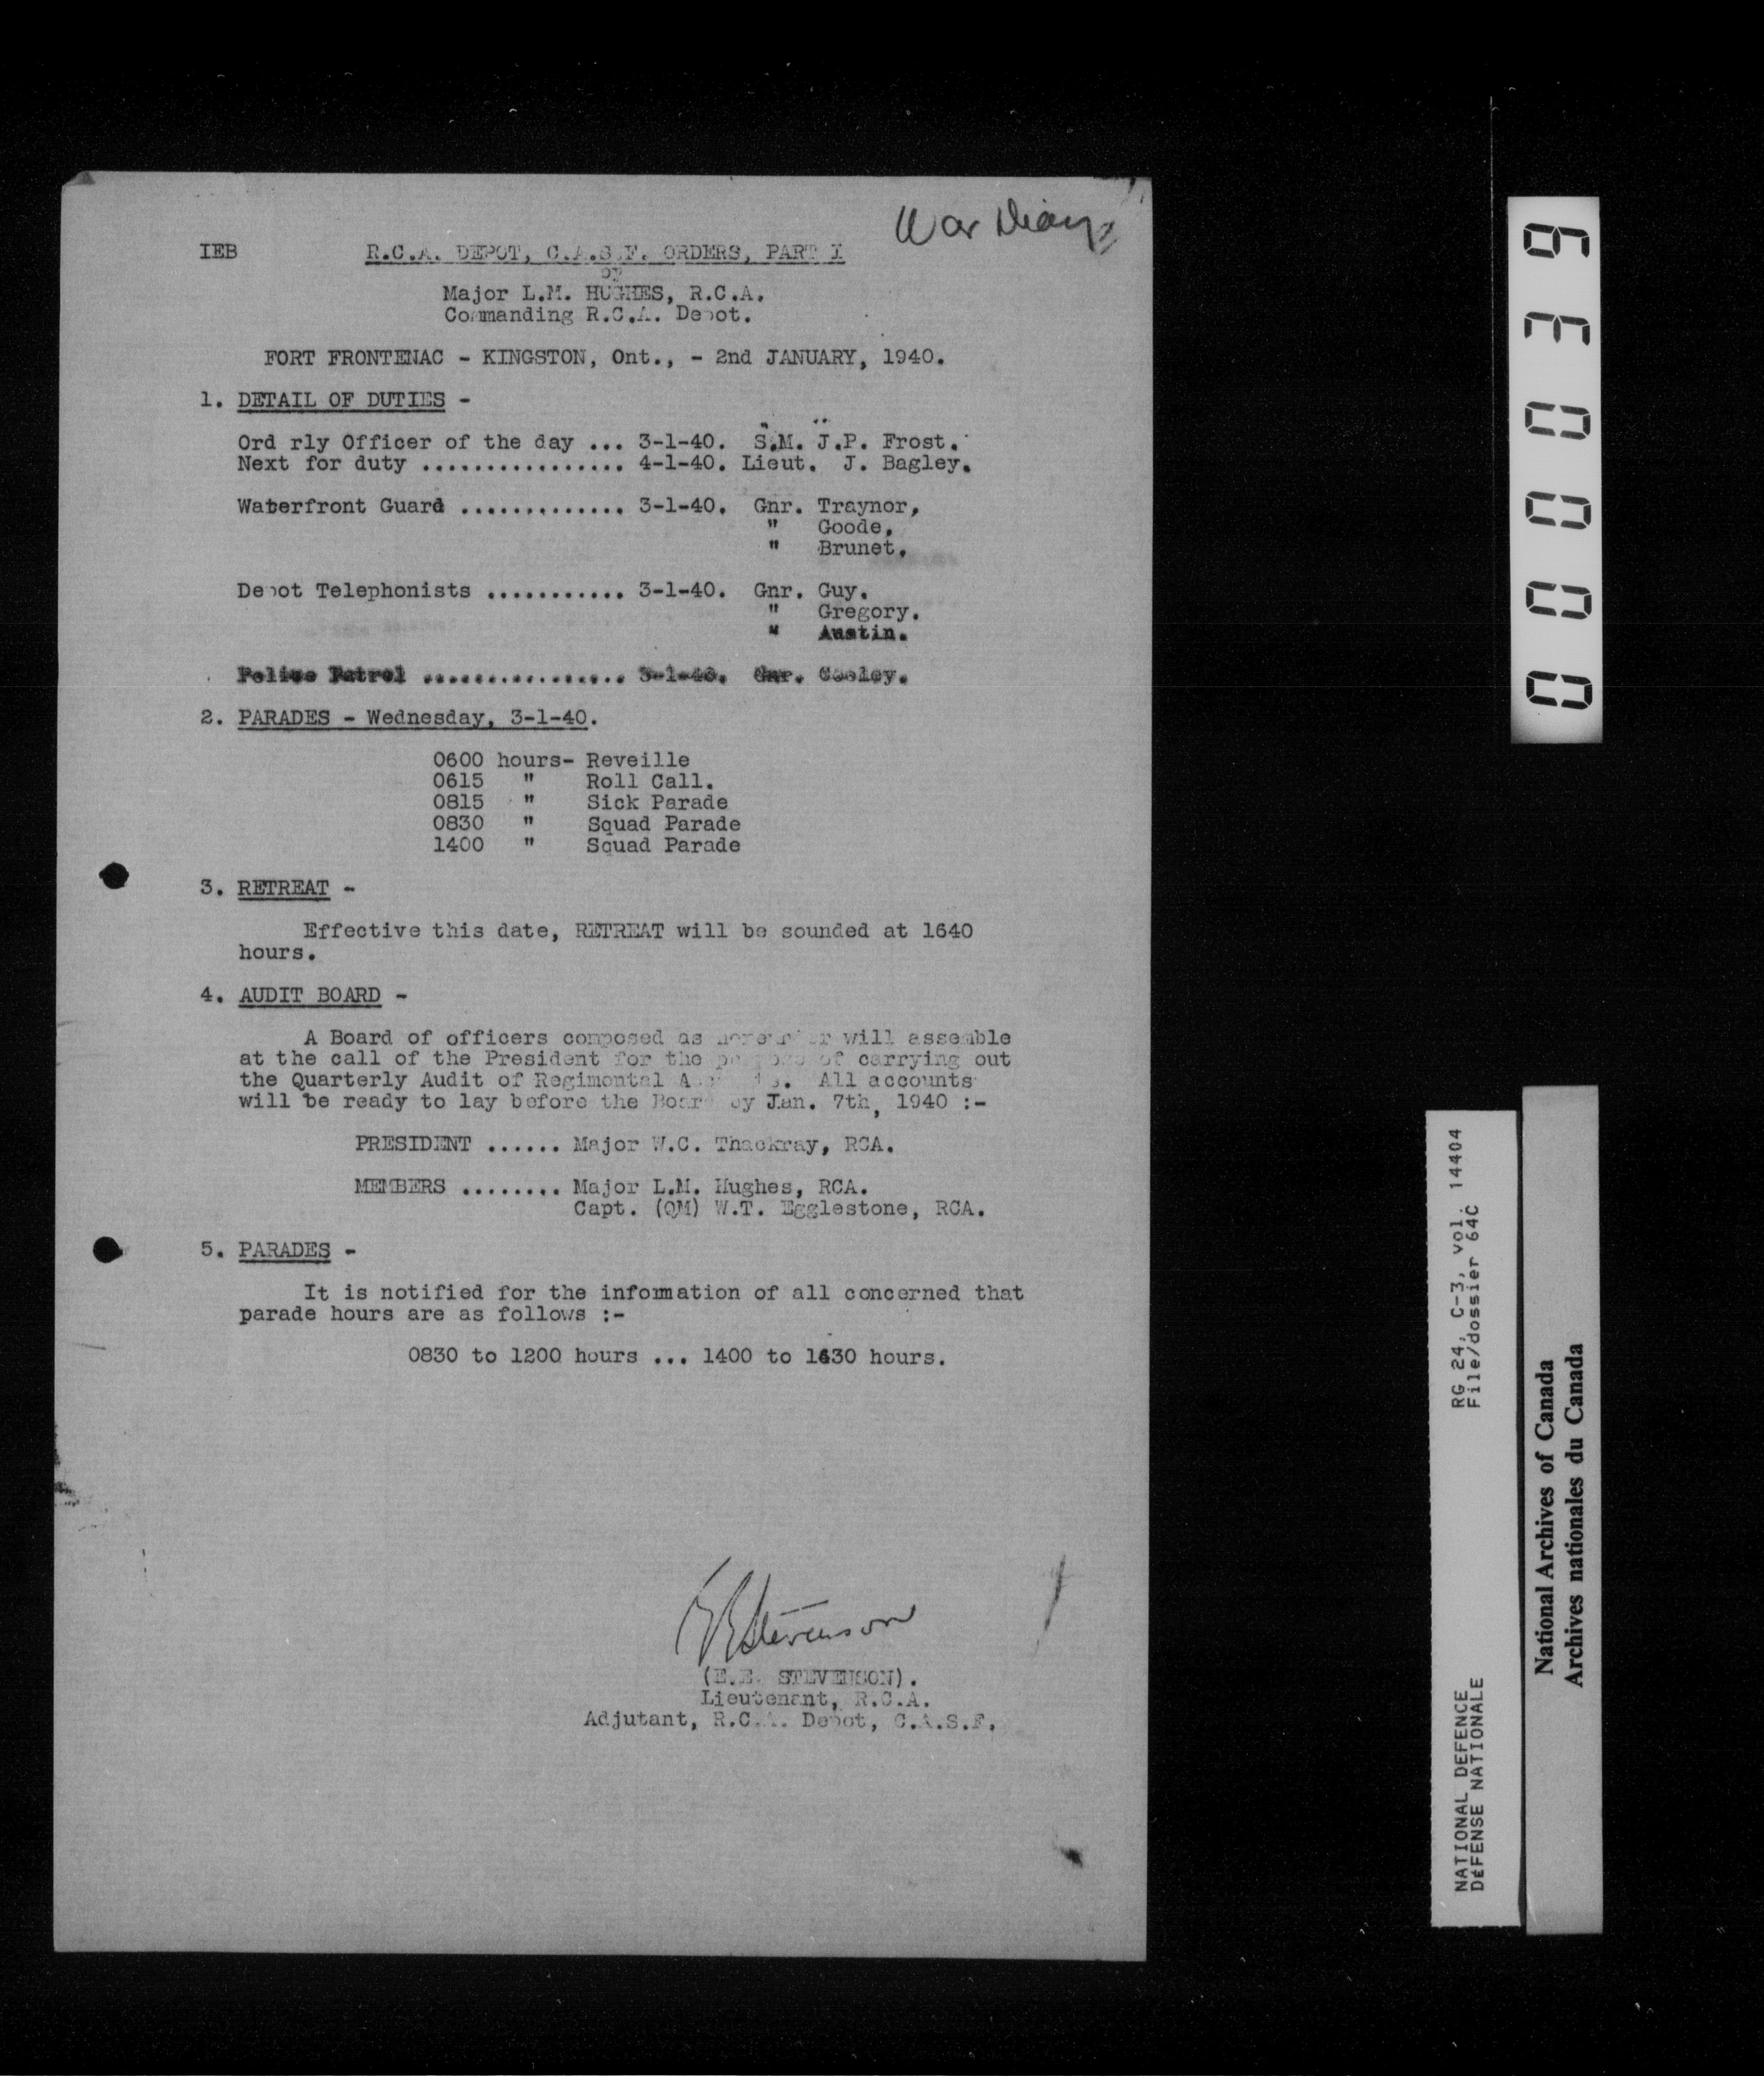 War Diary
IEB R.C.A. DEPOT, C.A.S.F. ORDERS, PART I
of
Major L.M. HUGHES, R.C.A.
Commanding R.C.A. Depot.
FORT FRONTENAC - KINGSTON, Ont., - 2nd JANUARY, 1940.
1. DETAIL OF DUTIES -
Ord rly Officer of the day ... 3-1-40. S.M. J.P. Frost.
Next for duty ................ 4-1-40. Lieut. J. Bagley.
Waterfront Guard ............. 3-1-40. Gnr. Traynor,
" Goode,
" Brunet.
Depot Telephonists ........... 3-1-40. Gnr. Guy.
" Gregory.
" Austin.
Police Patrol ................ 3-1-40. Gnr. Cooley.
2. PARADES - Wednesday, 3-1-40.
0600 hours- Reveille
0615 " Roll Call.
0815 " Sick Parade
0830 " Squad Parade
1400 " Squad Parade
3. RETREAT -
Effective this date, RETREAT will be sounded at 1640
hours.
4. AUDIT BOARD -
A Board of officers composed as hereunder will assemble
at the call of the President for the purpose of carrying out
the Quarterly Audit of Regimental Accounts. All accounts
will be ready to lay before the Board by Jan. 7th, 1940 :-
PRESIDENT ...... Major W.C. Thackray, RCA.
MEMBERS ........ Major L.M. Hughes, RCA.
Capt. (QM) W.T. Egglestone, RCA.
5. PARADES -
It is notified for the information of all concerned that
parade hours are as follows :-
0830 to 1200 hours ... 1400 to 1630 hours.
EEStevenson
(E.E. STEVENSON).
Lieutenant, R.C.A.
Adjutant, R.C.A. Depot, C.A.S.F.
000039
RG 24, C-3, vol. 14404
File/dossier 64C
NATIONAL DEFENCE
DÉFENSE NATIONALE
National Archives of Canada
Archives nationales du Canada